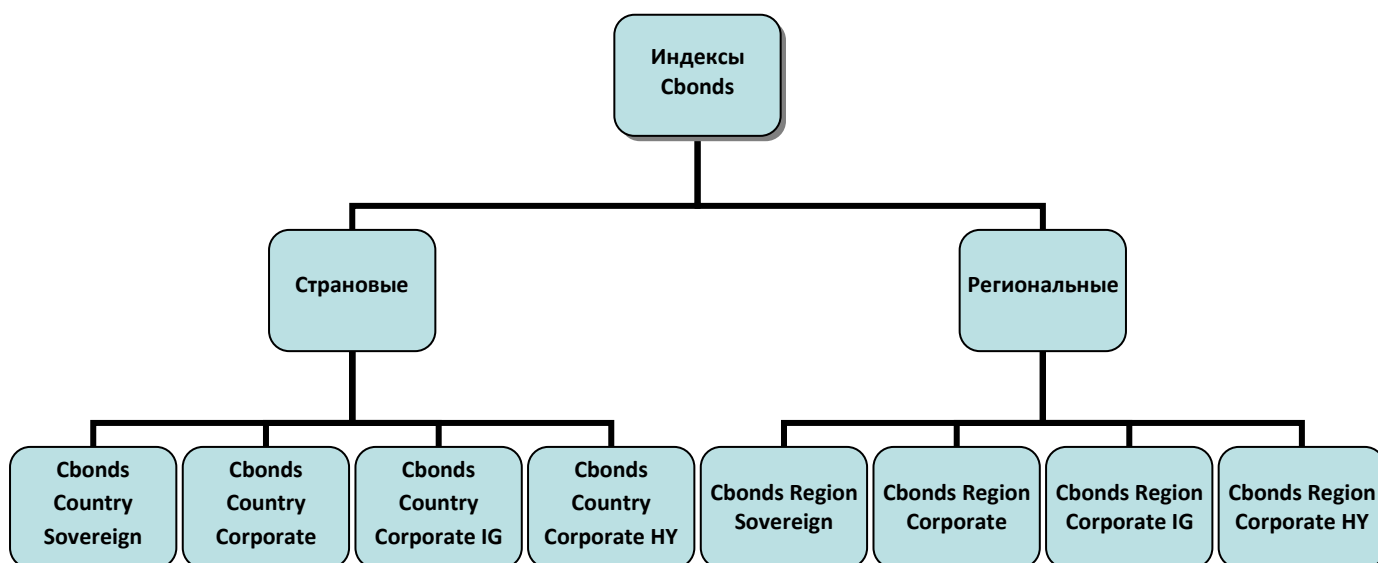 Индексы
Cbonds
Страновые
Региональные
Cbonds
Country
Sovereign
Cbonds
Country
Corporate
Cbonds
Country
Corporate IG
Cbonds
Country
Corporate HY
Cbonds Region
Sovereign
Cbonds Region
Corporate
Cbonds Region
Corporate IG
Cbonds Region
Corporate HY